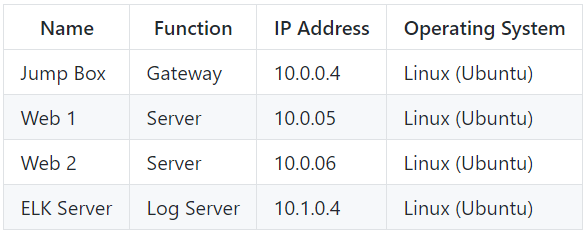 Name Function IP Address Operating System
Jump Box Gateway 10.0.0.4 Linux (Ubuntu)
Web 1 Server 10.0.05 Linux (Ubuntu)
Web 2 Server 10.0.06 Linux (Ubuntu)
ELK Server Log Server 10.1.0.4 Linux (Ubuntu)